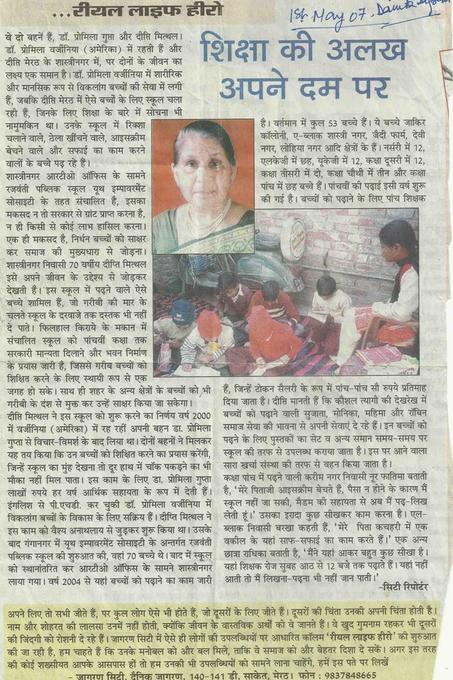 ...रीयल लाइफ हीरो
1st May 07, Dainik Jagran
शिक्षा की अलख
अपने दम पर
ये दो बहनें हैं, डॉ. प्रोमिला गुप्ता और दीप्ति मित्थल।
डॉ. प्रोमिला वर्जीनिया (अमेरिका) में रहती हैं और
दीप्ति मेरठ के शास्त्रीनगर में, पर दोनों के जीवन का
लक्ष्य एक समान है। डॉ. प्रोमिला वर्जीनिया में शारीरिक
और मानसिक रूप से विकलांग बच्चों की सेवा में लगी
हैं, जबकि दीप्ति मेरठ में ऐसे बच्चों के लिए स्कूल चला
रही हैं, जिनके लिए शिक्षा के बारे में सोचना भी
नामुमकिन था। उनके स्कूल में रिक्शा
चलाने वाले, ठेला खींचने वाले, आइसक्रीम
बेचने वाले और सफाई का काम करने
वालों के बच्चे पढ़ रहे हैं।
शास्त्रीनगर आरटीओ आफिस के सामने
रजवंती पब्लिक स्कूल यूथ इम्पावरमेंट
सोसाइटी के तहत संचालित है, इसका
मकसद न तो सरकार से ग्रांट प्राप्त करना है,
न ही किसी से कोई लाभ हासिल करना।
एक ही मकसद है, निर्धन बच्चों को साक्षर
कर समाज की मुख्यधारा से जोड़ना।
शास्त्रीनगर निवासी 70 वर्षीय दीप्ति मित्थल
इसे अपने जीवन के उद्देश्य से जोड़कर
देखती हैं। इस स्कूल में पढ़ने वाले ऐसे
बच्चे शामिल हैं, जो गरीबी की मार के
चलते स्कूल के दरवाजे तक दस्तक भी नहीं
दे पाते। फिलहाल किराये के मकान में
संचालित स्कूल को पांचवीं कक्षा तक
सरकारी मान्यता दिलाने और भवन निर्माण
के प्रयास जारी हैं, जिससे गरीब बच्चों को
शिक्षित करने के लिए स्थायी रूप से एक
जगह हो सके। साथ ही शहर के अन्य क्षेत्रों के बच्चों को भी
गरीबी के दंश से मुक्त कर उन्हें साक्षर किया जा सकेगा।
दीप्ति मित्थल ने इस स्कूल को शुरू करने का निर्णय वर्ष 2000
में वर्जीनिया (अमेरिका) में रह रहीं अपनी बहन डा. प्रोमिला
गुप्ता से विचार-विमर्श के बाद लिया था। दोनों बहनों ने मिलकर
यह तय किया कि उन बच्चों को शिक्षित करने का प्रयास करेंगी,
जिन्हें स्कूल का मुंह देखना तो दूर हाथ में चॉक पकड़ने का भी
मौका नहीं मिल पाता। इस काम के लिए डा. प्रोमिला गुप्ता
लाखों रुपये हर वर्ष आर्थिक सहायता के रूप में देती हैं।
इंगलिश से पी.एचडी. कर चुकी डॉ. प्रोमिला वर्जीनिया में
विकलांग बच्चों के विकास के लिए सक्रिय हैं। दीप्ति मित्थल ने
इस काम को वैश्य अनाथालय से जुड़कर शुरू किया था। उसके
बाद गंगानगर में यूथ इम्पावरमेंट सोसाइटी के अन्तर्गत रजवंती
पब्लिक स्कूल की शुरुआत की, वहां 70 बच्चे थे। बाद में स्कूल
को स्थानांतरित कर आरटीओ आफिस के सामने शास्त्रीनगर
लाया गया। वर्ष 2004 से यहां बच्चों को पढ़ाने का काम जारी
है। वर्तमान में कुल 53 बच्चे हैं। ये बच्चे जाकिर
कॉलोनी, ए-ब्लाक शास्त्री नगर, जैदी फार्म, देवी
नगर, लोहिया नगर आदि क्षेत्रों के हैं। नर्सरी में 12,
एलकेजी में छह, यूकेजी में 12, कक्षा दूसरी में 12,
कक्षा तीसरी में दो, कक्षा चौथी में तीन और कक्षा
पांच में छह बच्चे हैं। पांचवीं की पढ़ाई इसी वर्ष शुरू
की गई है। बच्चों को पढ़ाने के लिए पांच शिक्षक
हैं, जिन्हें टोकन सैलरी के रूप में पांच-पांच सौ रुपये प्रतिमाह
दिया जाता है। दीप्ति मानती हैं कि कौशल त्यागी की देखरेख में
बच्चों को पढ़ाने वाली सुजाता, मोनिका, महिमा और रॉबिन
समाज सेवा की भावना से अपनी सेवाएं दे रहे हैं। इन बच्चों को
पढ़ने के लिए पुस्तकों का सेट व अन्य समान समय-समय पर
स्कूल की तरफ से उपलब्ध कराया जाता है। इस पर आने वाला
सारा खर्चा संस्था की तरफ से वहन किया जाता है।
कक्षा पांच में पढ़ने वाली करीम नगर निवासी नूर फातिमा बताती
है, 'मेरे पिताजी आइसक्रीम बेचते हैं, पैसा न होने के कारण मैं
स्कूल नहीं जा सकी, मैडम की सहायता से अब मैं पढ़-लिख
लेती हूं।' उसका इरादा कुछ सीखकर काम करना है। एल-
ब्लाक निवासी बरखा कहती हैं, 'मेरे पिता कचहरी में एक
वकील के यहां साफ-सफाई का काम करते हैं।' एक अन्य
छात्रा राधिका बताती है, 'मैंने यहां आकर बहुत कुछ सीखा है।
यहां शिक्षक रोज सुबह आठ से 12 बजे तक पढ़ाते हैं। यहां नहीं
आती तो मैं लिखना-पढ़ना भी नहीं जान पाती।'
-सिटी रिपोर्टर
अपने लिए तो सभी जीते हैं, पर कुल लोग ऐसे भी होते हैं, जो दूसरों के लिए जीते हैं। दूसरों की चिंता उनकी अपनी चिंता होती है।
नाम और शोहरत की लालसा उनमें नहीं होती, क्योंकि जीवन के वास्तविक अर्थो को वे जानते हैं। वे खुद गुमनाम रहकर भी दूसरों
की जिंदगी को रोशनी दे रहे हैं। जागरण सिटी में ऐसे ही लोगों की उपलब्धियों पर आधारित कॉलम 'रीयल लाइफ हीरो' की शुरुआत
की जा रही है, हम चाहते हैं कि उनके मनोबल को और बल मिले, ताकि वे समाज को और बेहतर दिशा दे सकें। अगर इस तरह
की कोई शख्सीयत आपके आसपास हो तो हम उनकी भी उपलब्धियों को सामने लाना चाहेंगे, हमें इस पते पर लिखें
- जागरण सिटी, दैनिक जागरण, 140-141 डी, साकेत, मेरठ। फोन : 9837848665